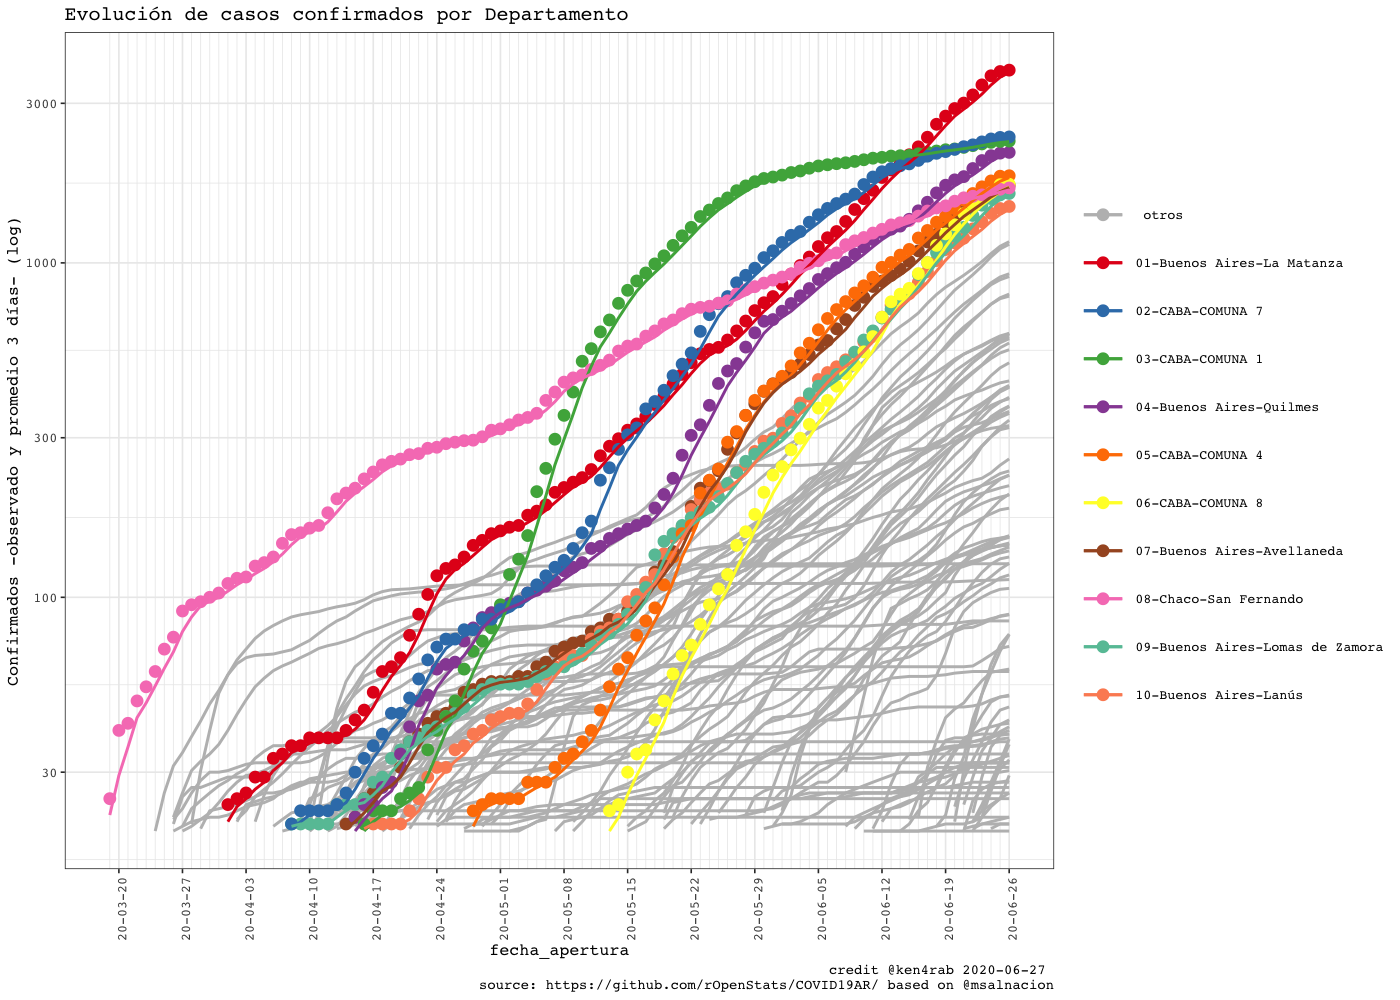 Evolución de casos confirmados por Departamento
Confirmados -observado y promedio 3 días- (log)
3000
1000
300
100
30
20-03-20
20-03-27
20-04-03
20-04-10
20-04-17
20-04-24
20-05-01
20-05-08
20-05-15
20-05-22
20-05-29
20-06-05
20-06-12
20-06-19
20-06-26
fecha_apertura
otros
01-Buenos Aires-La Matanza
02-CABA-COMUNA 7
03-CABA-COMUNA 1
04-Buenos Aires-Quilmes
05-CABA-COMUNA 4
06-CABA-COMUNA 8
07-Buenos Aires-Avellaneda
08-Chaco-San Fernando
09-Buenos Aires-Lomas de Zamora
10-Buenos Aires-Lanús
credit @ken4rab 2020-06-27
source: https://github.com/rOpenStats/COVID19AR/ based on @msalnacion